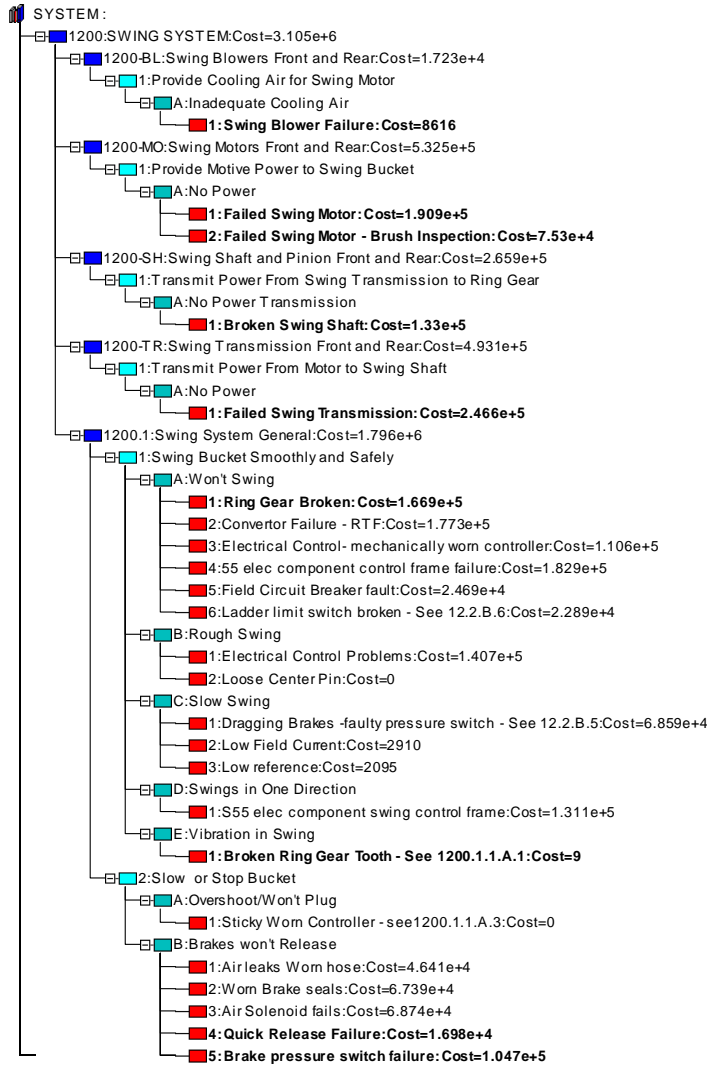 SYSTEM:
1200:SWING SYSTEM:Cost=3.105e+6
1200-BL:Swing Blowers Front and Rear:Cost=1.723e+4
1:Provide Cooling Air for Swing Motor
A:Inadequate Cooling Air
1:Swing Blower Failure:Cost=8616
1200-MO:Swing Motors Front and Rear:Cost=5.325e+5
1:Provide Motive Power to Swing Bucket
A:No Power
1:Failed Swing Motor:Cost=1.909e+5
2:Failed Swing Motor - Brush Inspection:Cost=7.53e+4
1200-SH:Swing Shaft and Pinion Front and Rear:Cost=2.659e+5
1:Transmit Power From Swing Transmission to Ring Gear
A:No Power Transmission
1:Broken Swing Shaft:Cost=1.33e+5
1200-TR:Swing Transmission Front and Rear:Cost=4.931e+5
1:Transmit Power From Motor to Swing Shaft
A:No Power
1:Failed Swing Transmission:Cost=2.466e+5
1200.1:Swing System General:Cost=1.796e+6
1:Swing Bucket Smoothly and Safely
A:Won't Swing
1:Ring Gear Broken:Cost=1.669e+5
2:Convertor Failure - RTF:Cost=1.773e+5
3:Electrical Control- mechanically worn controller:Cost=1.106e+5
4:55 elec component control frame failure:Cost=1.829e+5
5:Field Circuit Breaker fault:Cost=2.469e+4
6:Ladder limit switch broken - See 12.2.B.6:Cost=2.289e+4
B:Rough Swing
1:Electrical Control Problems:Cost=1.407e+5
2:Loose Center Pin:Cost=0
C:Slow Swing
1:Dragging Brakes -faulty pressure switch - See 12.2.B.5:Cost=6.859e+4
2:Low Field Current:Cost=2910
3:Low reference:Cost=2095
D:Swings in One Direction
1:S55 elec component swing control frame:Cost=1.311e+5
E:Vibration in Swing
1:Broken Ring Gear Tooth - See 1200.1.1.A.1:Cost=9
2:Slow or Stop Bucket
A:Overshoot/Won't Plug
1:Sticky Worn Controller - see1200.1.1.A.3:Cost=0
B:Brakes won't Release
1:Air leaks Worn hose:Cost=4.641e+4
2:Worn Brake seals:Cost=6.739e+4
3:Air Solenoid fails:Cost=6.874e+4
4:Quick Release Failure:Cost=1.698e+4
5:Brake pressure switch failure:Cost=1.047e+5